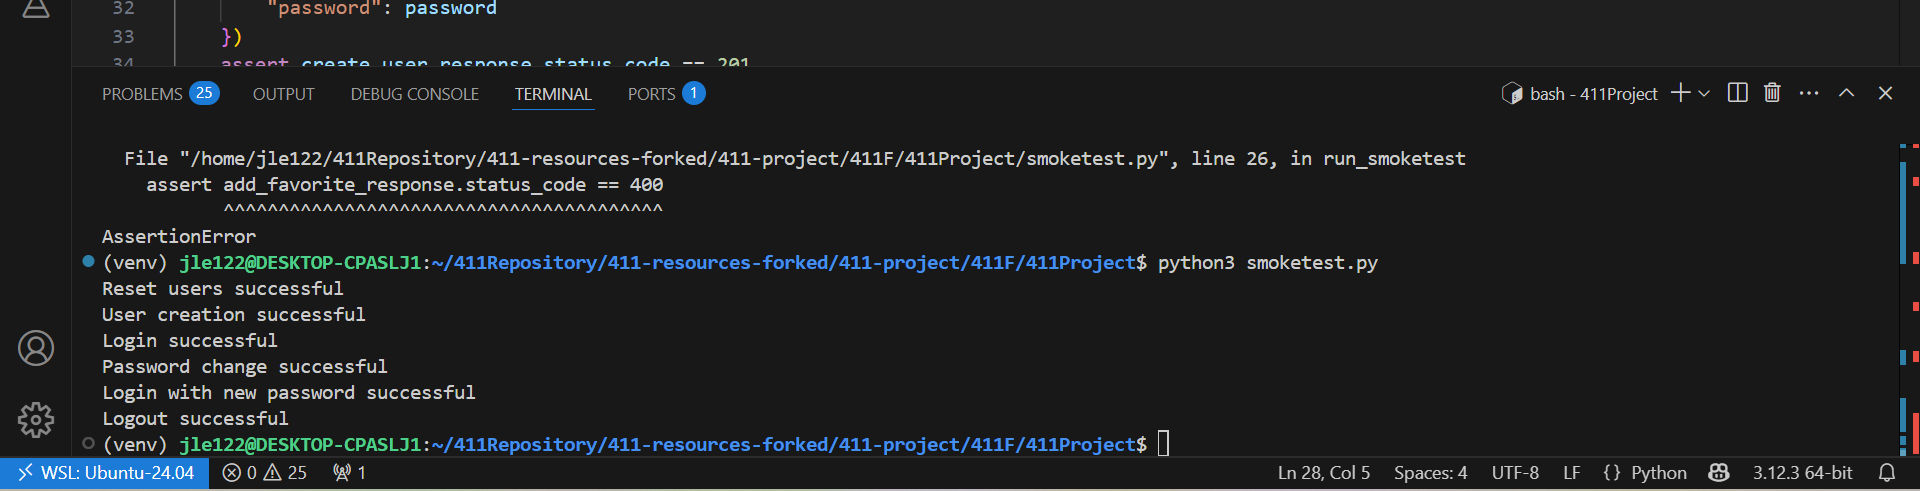 32 "password": password
33 })
34 assert create_user_response.status_code == 201
PROBLEMS 25 OUTPUT DEBUG CONSOLE TERMINAL PORTS 1 bash - 411Project
File "/home/jle122/411Repository/411-resources-forked/411-project/411F/411Project/smoketest.py", line 26, in run_smoketest
assert add_favorite_response.status_code == 400
^^^^^^^^^^^^^^^^^^^^^^^^^^^^^^^^^^^^^^^^
AssertionError
(venv) jle122@DESKTOP-CPASLJ1:~/411Repository/411-resources-forked/411-project/411F/411Project$ python3 smoketest.py
Reset users successful
User creation successful
Login successful
Password change successful
Login with new password successful
Logout successful
(venv) jle122@DESKTOP-CPASLJ1:~/411Repository/411-resources-forked/411-project/411F/411Project$
WSL: Ubuntu-24.04 0 25 1 Ln 28, Col 5 Spaces: 4 UTF-8 LF {} Python 3.12.3 64-bit